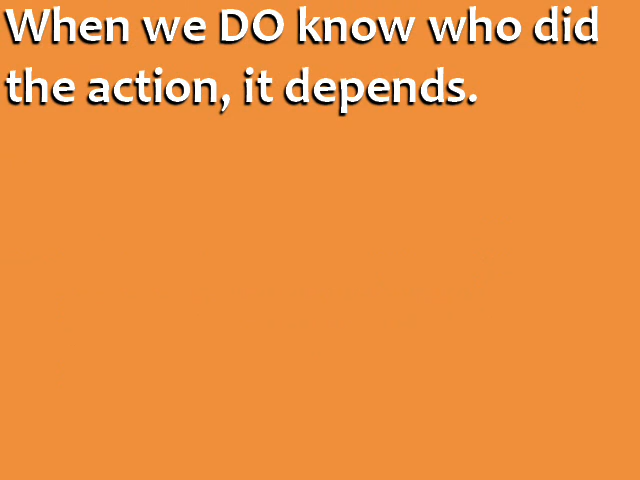 When we DO know who did
the action, it depends.